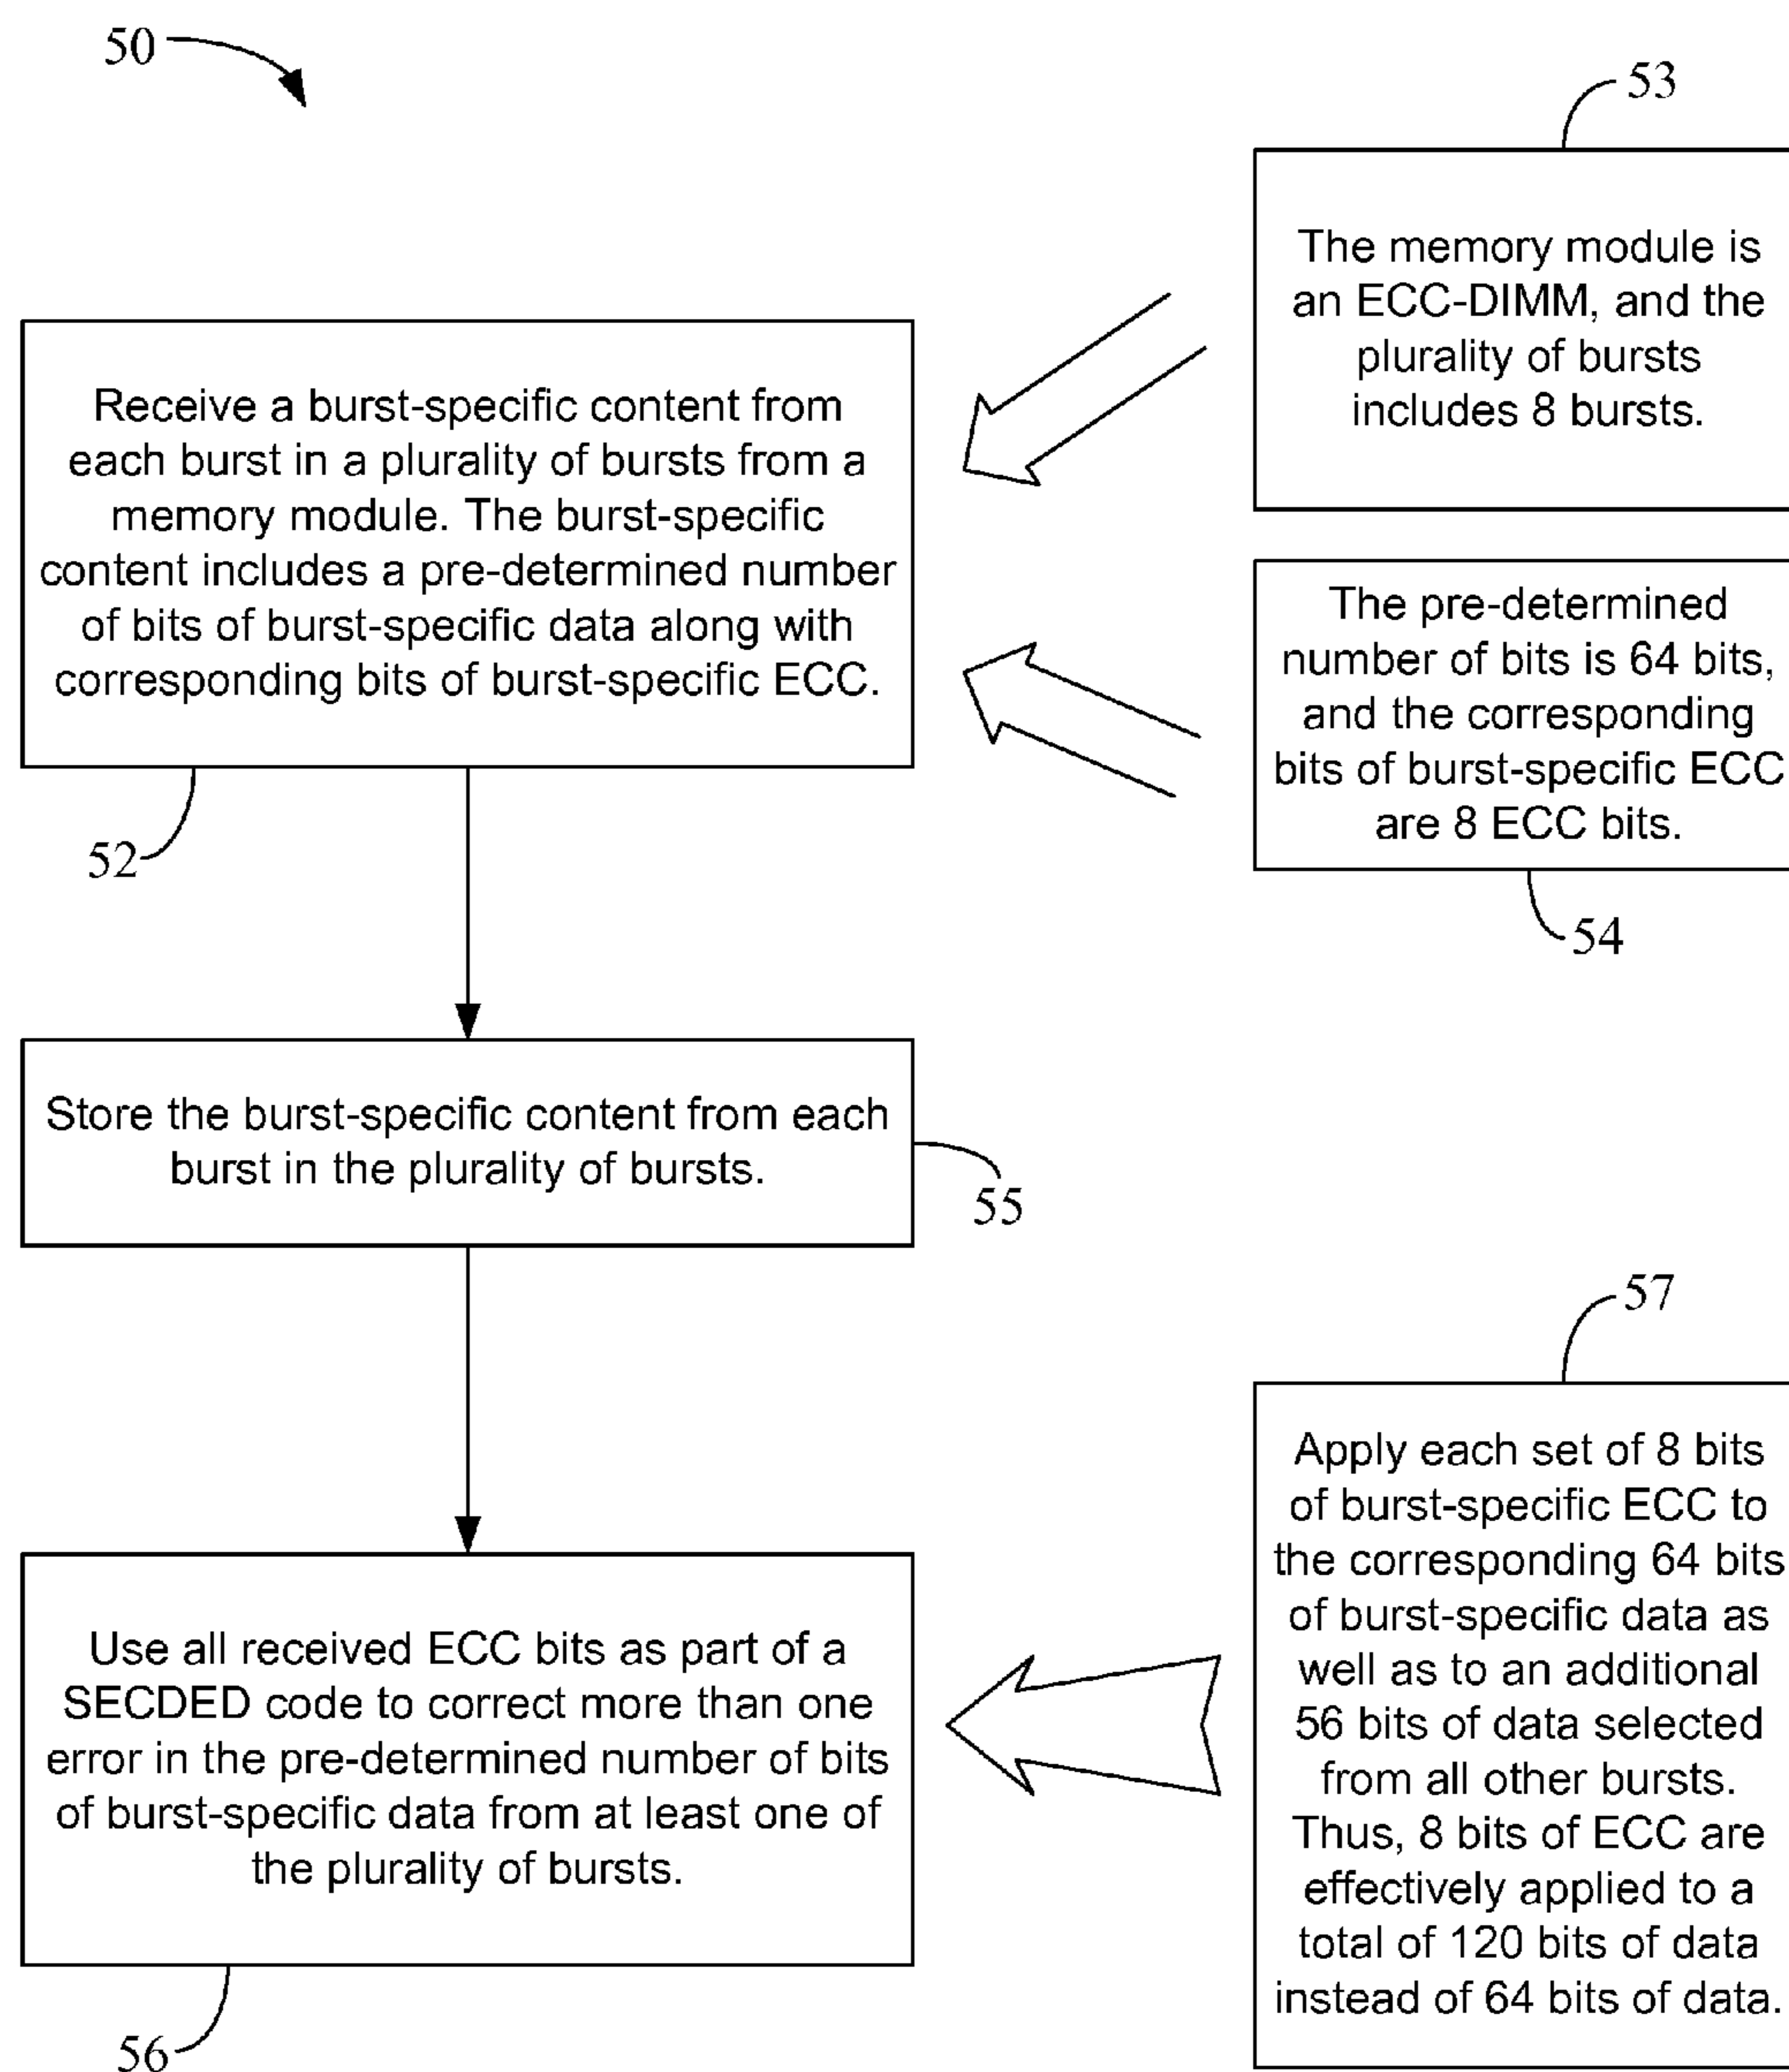 50
53
The memory module is
an ECC-DIMM, and the
plurality of bursts
includes 8 bursts.
Receive a burst-specific content from
each burst in a plurality of bursts from a
memory module. The burst-specific
content includes a pre-determined number
of bits of burst-specific data along with
corresponding bits of burst-specific ECC.
52
The pre-determined
number of bits is 64 bits,
and the corresponding
bits of burst-specific ECC
are 8 ECC bits.
54
Store the burst-specific content from each
burst in the plurality of bursts.
55
57
Apply each set of 8 bits
of burst-specific ECC to
the corresponding 64 bits
of burst-specific data as
well as to an additional
56 bits of data selected
from all other bursts.
Thus, 8 bits of ECC are
effectively applied to a
total of 120 bits of data
instead of 64 bits of data.
Use all received ECC bits as part of a
SECDED code to correct more than one
error in the pre-determined number of bits
of burst-specific data from at least one of
the plurality of bursts.
56